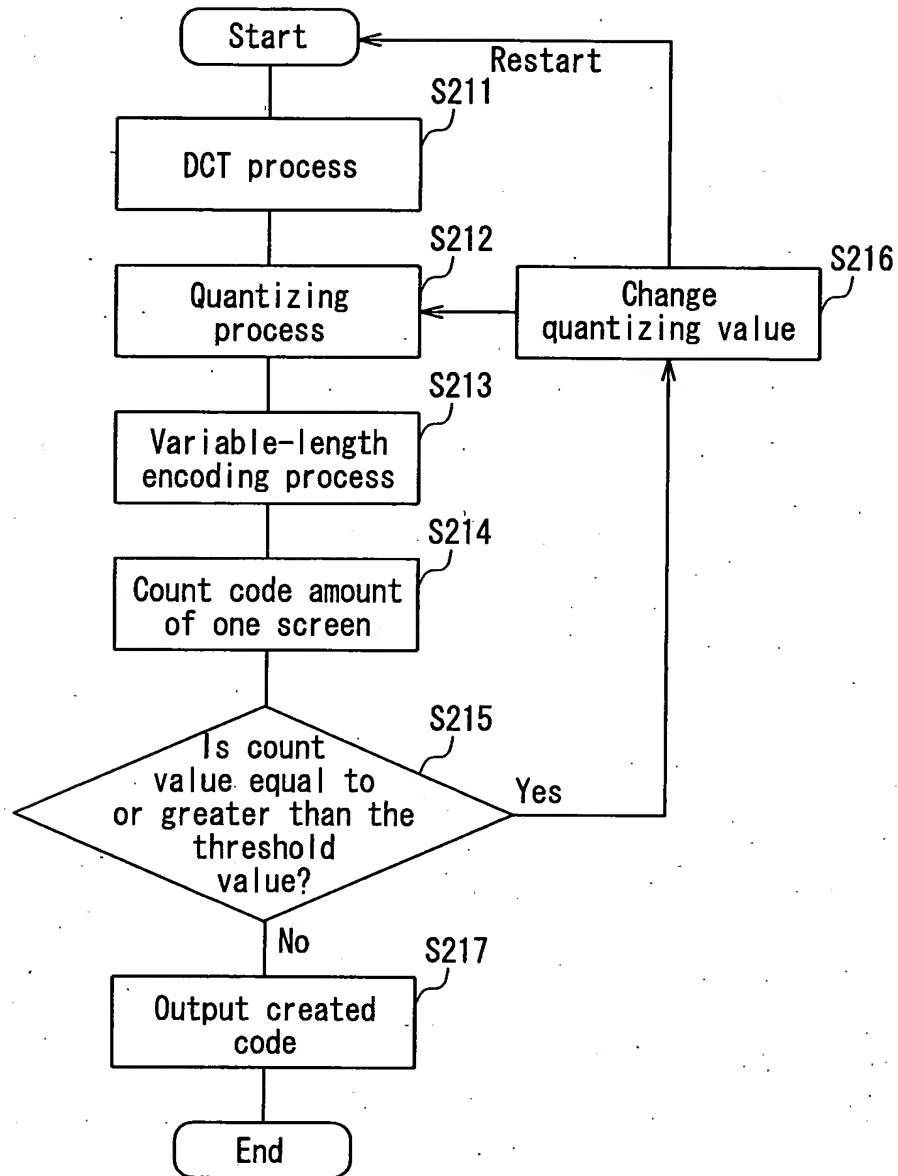 Start
Restart
S211
DCT process
S212
Quantizing
process
S216
Change
quantizing value
S213
Variable-length
encoding process
S214
Count code amount
of one screen
S215
Is count
value equal to
or greater than the
threshold
value?
Yes
No
S217
Output created
code
End